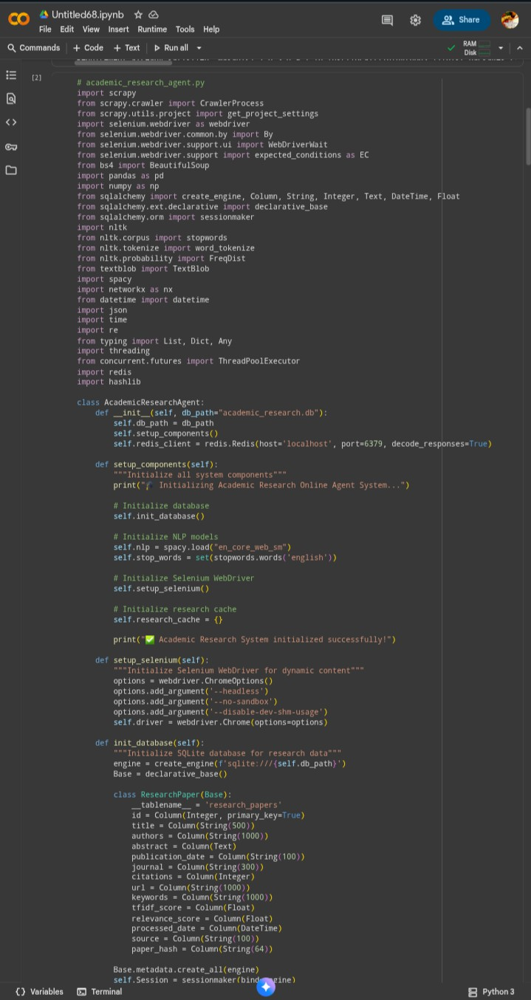 CO Untitled68.ipynb
File Edit View Insert Runtime Tools Help
Share
Commands + Code + Text Run all
RAM
Disk
[2]
# academic_research_agent.py
import scrapy
from scrapy.crawler import CrawlerProcess
from scrapy.utils.project import get_project_settings
import selenium.webdriver as webdriver
from selenium.webdriver.common.by import By
from selenium.webdriver.support.ui import WebDriverWait
from selenium.webdriver.support import expected_conditions as EC
from bs4 import BeautifulSoup
import pandas as pd
import numpy as np
from sqlalchemy import create_engine, Column, String, Integer, Text, DateTime, Float
from sqlalchemy.ext.declarative import declarative_base
from sqlalchemy.orm import sessionmaker
import nltk
from nltk.corpus import stopwords
from nltk.tokenize import word_tokenize
from nltk.probability import FreqDist
from textblob import TextBlob
import spacy
import networkx as nx
from datetime import datetime
import json
import time
import re
from typing import List, Dict, Any
import threading
from concurrent.futures import ThreadPoolExecutor
import redis
import hashlib
class AcademicResearchAgent:
def __init__(self, db_path="academic_research.db"):
self.db_path = db_path
self.setup_components()
self.redis_client = redis.Redis(host='localhost', port=6379, decode_responses=True)
def setup_components(self):
"""Initialize all system components"""
print("🎓 Initializing Academic Research Online Agent System...")
# Initialize database
self.init_database()
# Initialize NLP models
self.nlp = spacy.load("en_core_web_sm")
self.stop_words = set(stopwords.words('english'))
# Initialize Selenium WebDriver
self.setup_selenium()
# Initialize research cache
self.research_cache = {}
print("✅ Academic Research System initialized successfully!")
def setup_selenium(self):
"""Initialize Selenium WebDriver for dynamic content"""
options = webdriver.ChromeOptions()
options.add_argument('--headless')
options.add_argument('--no-sandbox')
options.add_argument('--disable-dev-shm-usage')
self.driver = webdriver.Chrome(options=options)
def init_database(self):
"""Initialize SQLite database for research data"""
engine = create_engine(f'sqlite:///{self.db_path}')
Base = declarative_base()
class ResearchPaper(Base):
__tablename__ = 'research_papers'
id = Column(Integer, primary_key=True)
title = Column(String(500))
authors = Column(String(1000))
abstract = Column(Text)
publication_date = Column(String(100))
journal = Column(String(300))
citations = Column(Integer)
url = Column(String(1000))
keywords = Column(String(1000))
tfidf_score = Column(Float)
relevance_score = Column(Float)
processed_date = Column(DateTime)
source = Column(String(100))
paper_hash = Column(String(64))
Base.metadata.create_all(engine)
self.Session = sessionmaker(bind
Variables Terminal Python 3